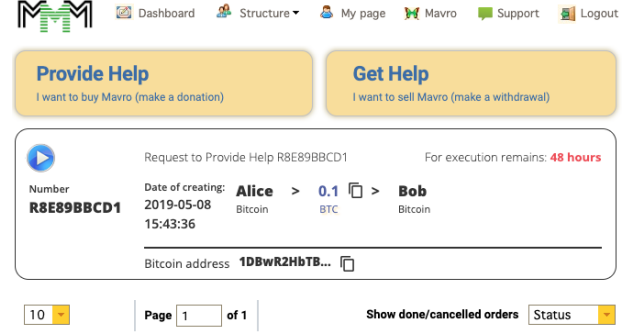 MMM Dashboard Structure My page Mavro Support Logout
Provide Help Get Help
I want to buy Mavro (make a donation) I want to sell Mavro (make a withdrawal)
Request to Provide Help R8E89BBCD1 For execution remains: 48 hours
Number Date of creating: Alice > 0.1 > Bob
R8E89BBCD1 2019-05-08 Bitcoin BTC Bitcoin
15:43:36
Bitcoin address 1DBwR2HbTB...
10 Page 1 of 1 Show done/cancelled orders Status